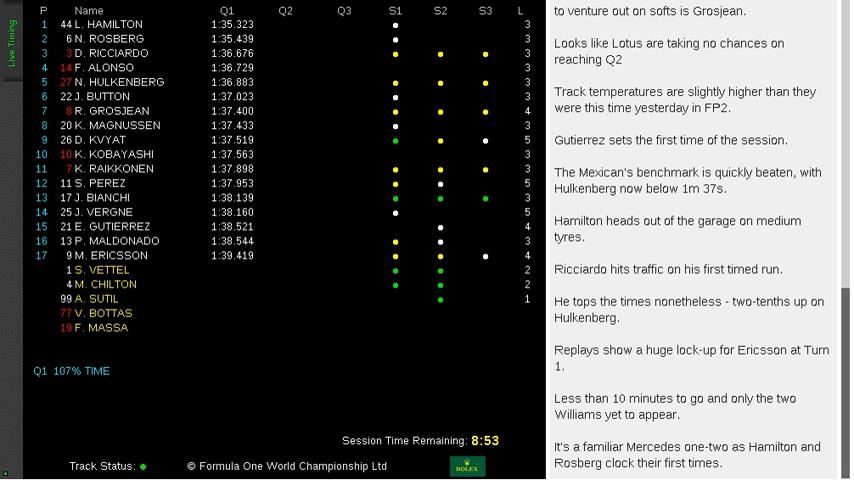 Live Timing
P Name Q1 Q2 Q3 S1 S2 S3 L
1 44 L. HAMILTON 1:35.323 3
2 6 N. ROSBERG 1:35.439 3
3 3 D. RICCIARDO 1:36.676 3
4 14 F. ALONSO 1:36.729 3
5 27 N. HULKENBERG 1:36.883 3
6 22 J. BUTTON 1:37.023 3
7 8 R. GROSJEAN 1:37.400 4
8 20 K. MAGNUSSEN 1:37.433 3
9 26 D. KVYAT 1:37.519 5
10 10 K. KOBAYASHI 1:37.563 3
11 7 K. RAIKKONEN 1:37.898 3
12 11 S. PEREZ 1:37.953 5
13 17 J. BIANCHI 1:38.139 3
14 25 J. VERGNE 1:38.160 5
15 21 E. GUTIERREZ 1:38.521 4
16 13 P. MALDONADO 1:38.544 3
17 9 M. ERICSSON 1:39.419 4
1 S. VETTEL 2
4 M. CHILTON 2
99 A. SUTIL 1
77 V. BOTTAS
19 F. MASSA
Q1 107% TIME
Session Time Remaining: 8:53
Track Status: © Formula One World Championship Ltd
ROLEX
to venture out on softs is Grosjean.
Looks like Lotus are taking no chances on
reaching Q2
Track temperatures are slightly higher than they
were this time yesterday in FP2.
Gutierrez sets the first time of the session.
The Mexican's benchmark is quickly beaten, with
Hulkenberg now below 1m 37s.
Hamilton heads out of the garage on medium
tyres.
Ricciardo hits traffic on his first timed run.
He tops the times nonetheless - two-tenths up on
Hulkenberg.
Replays show a huge lock-up for Ericsson at Turn
1.
Less than 10 minutes to go and only the two
Williams yet to appear.
It's a familiar Mercedes one-two as Hamilton and
Rosberg clock their first times.